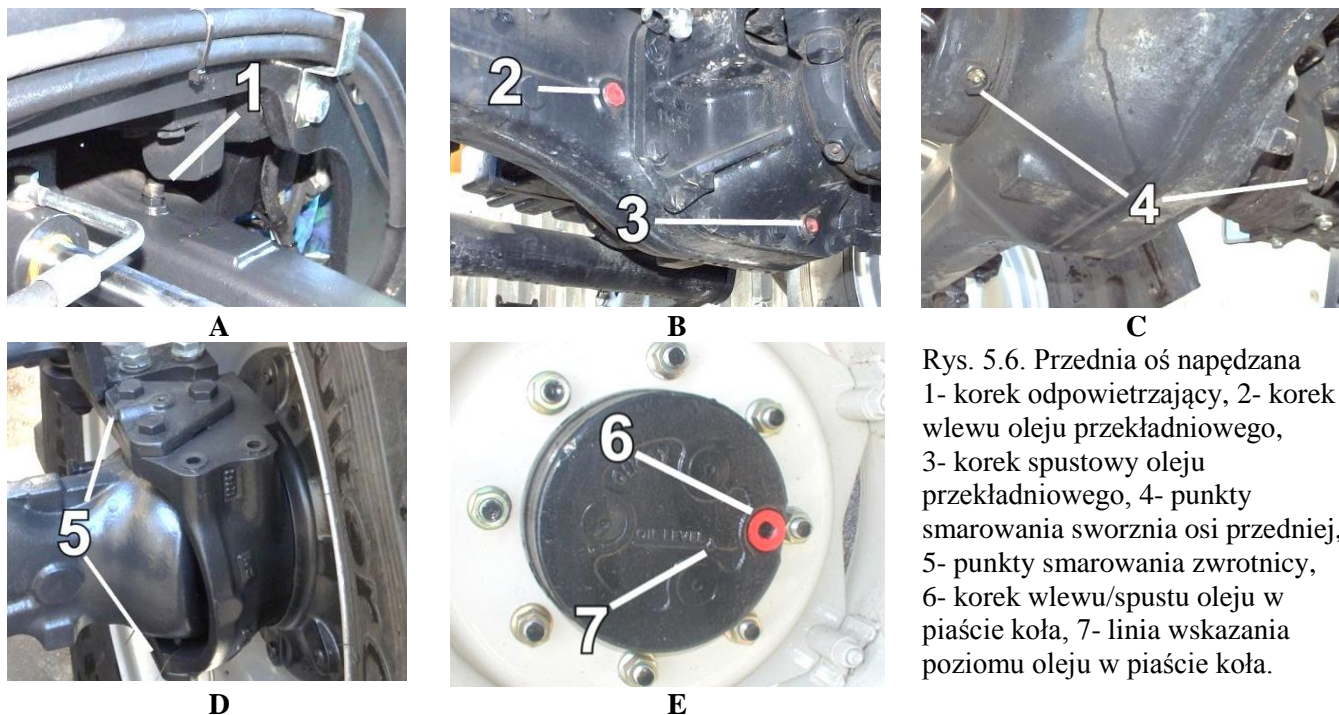 1
A
2
3
B
4
C
5
D
6
OIL LEVEL
7
E
Rys. 5.6. Przednia oś napędzana
1- korek odpowietrzający, 2- korek
wlewu oleju przekładniowego,
3- korek spustowy oleju
przekładniowego, 4- punkty
smarowania sworznia osi przedniej,
5- punkty smarowania zwrotnicy,
6- korek wlewu/spustu oleju w
piaście koła, 7- linia wskazania
poziomu oleju w piaście koła.